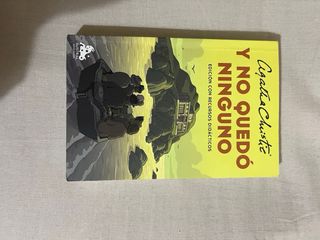 Agatha Christie
Y NO QUEDÓ
NINGUNO
EDICIÓN CON RECURSOS DIDÁCTICOS